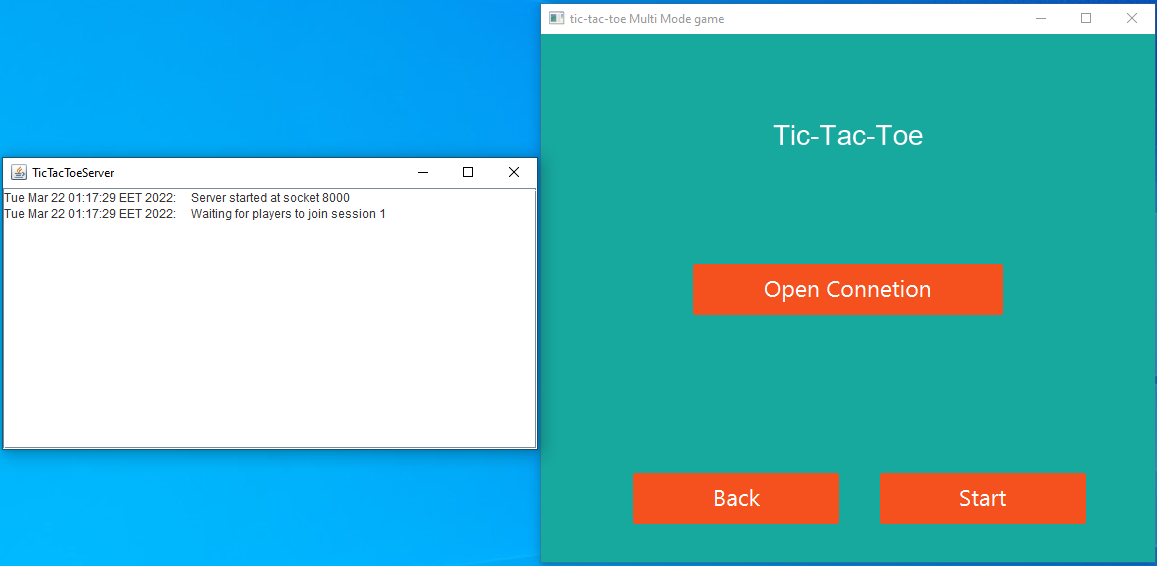 TicTacToeServer
Tue Mar 22 01:17:29 EET 2022: Server started at socket 8000
Tue Mar 22 01:17:29 EET 2022: Waiting for players to join session 1
tic-tac-toe Multi Mode game
Tic-Tac-Toe
Open Connetion
Back
Start